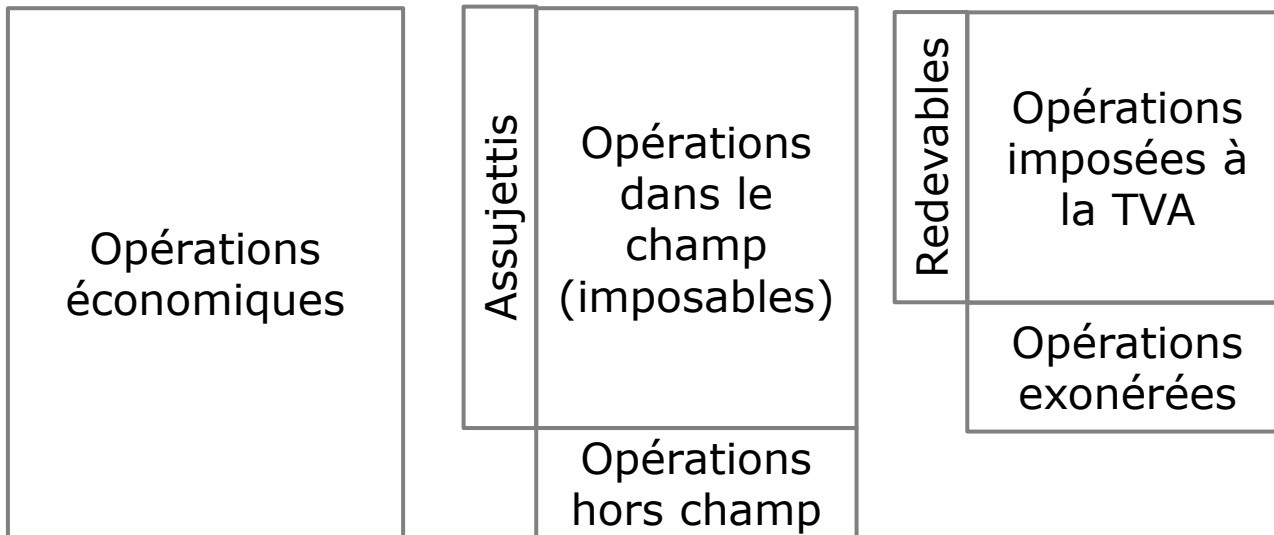 Opérations
économiques
Assujettis
Opérations
dans le
champ
(imposables)
Opérations
hors champ
Redevables
Opérations
imposées à
la TVA
Opérations
exonérées